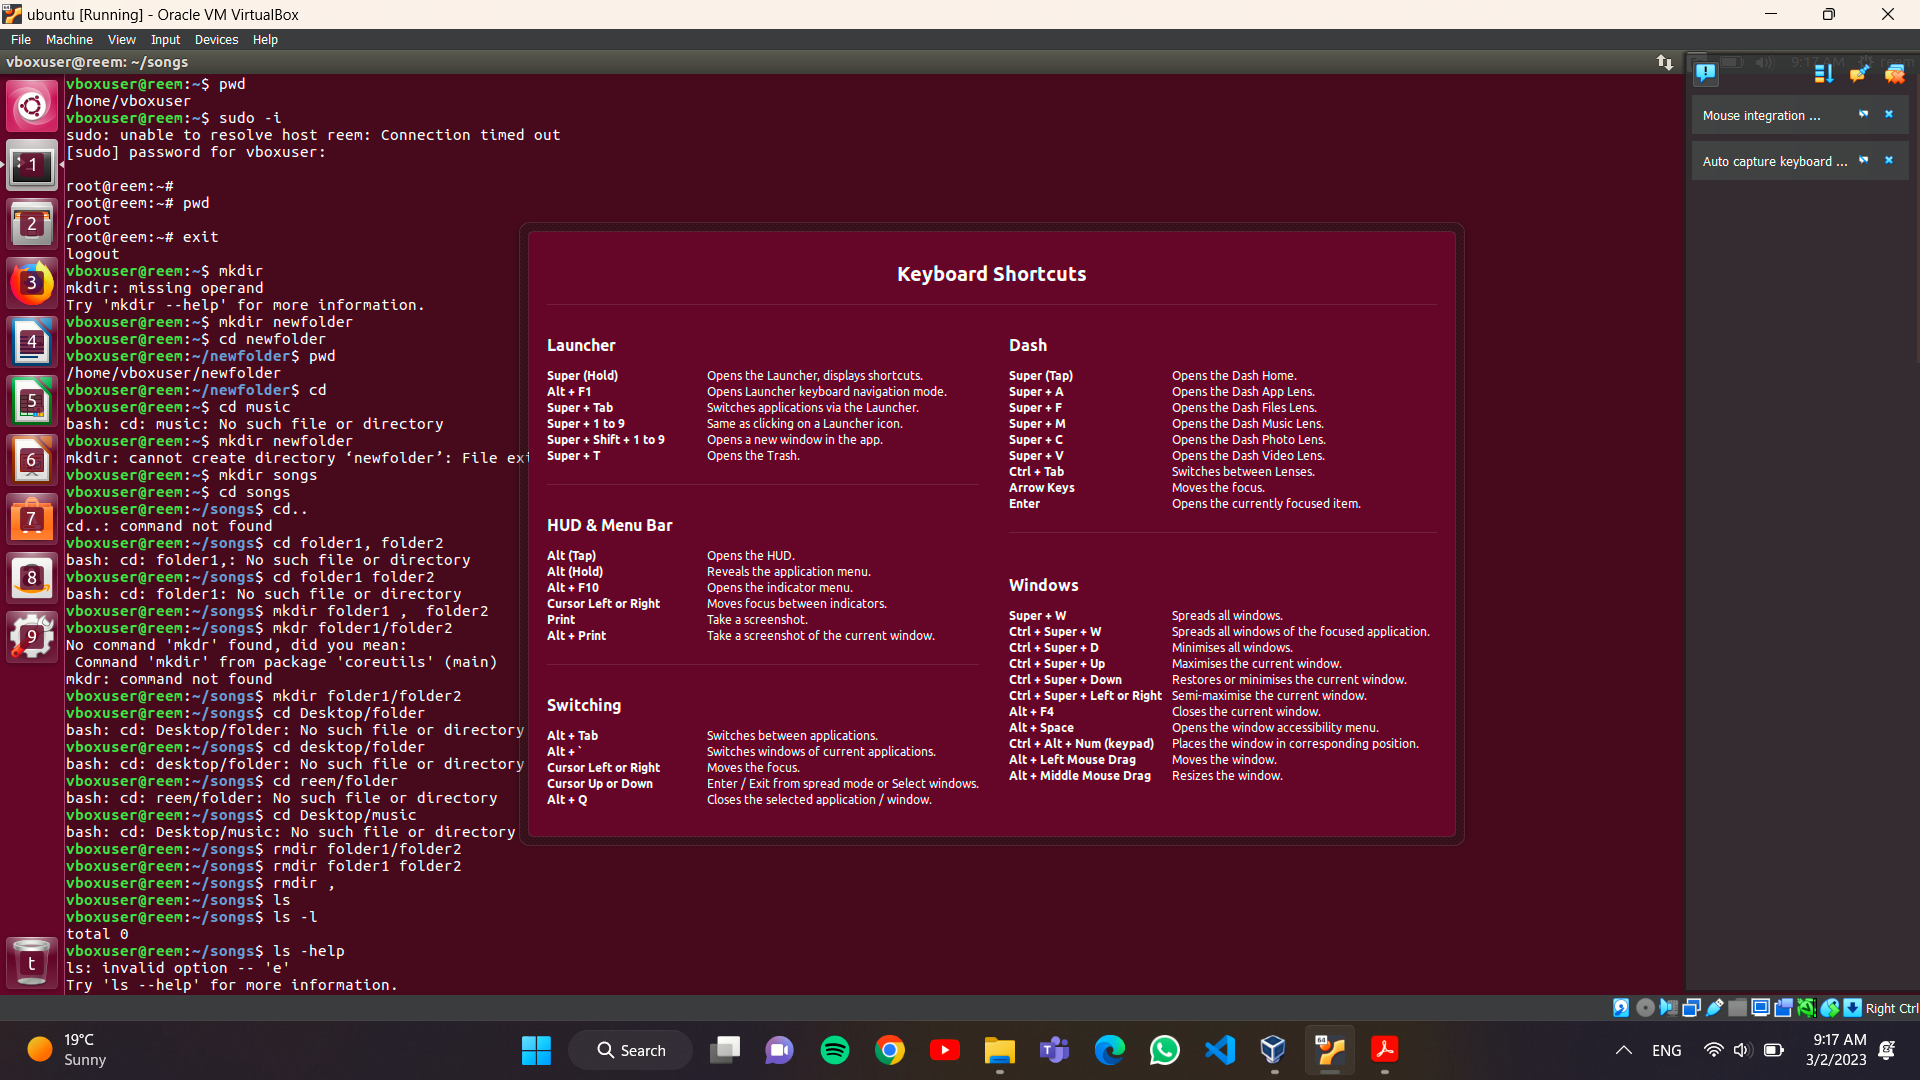 ubuntu [Running] - Oracle VM VirtualBox
File Machine View Input Devices Help
vboxuser@reem: ~/songs
9:17 AM reem
vboxuser@reem:~$ pwd
/home/vboxuser
vboxuser@reem:~$ sudo -i
sudo: unable to resolve host reem: Connection timed out
[sudo] password for vboxuser:
root@reem:~#
root@reem:~# pwd
/root
root@reem:~# exit
logout
vboxuser@reem:~$ mkdir
mkdir: missing operand
Try 'mkdir --help' for more information.
vboxuser@reem:~$ mkdir newfolder
vboxuser@reem:~$ cd newfolder
vboxuser@reem:~/newfolder$ pwd
/home/vboxuser/newfolder
vboxuser@reem:~/newfolder$ cd
vboxuser@reem:~$ cd music
bash: cd: music: No such file or directory
vboxuser@reem:~$ mkdir newfolder
mkdir: cannot create directory ‘newfolder’: File exi
vboxuser@reem:~$ mkdir songs
vboxuser@reem:~$ cd songs
vboxuser@reem:~/songs$ cd..
cd..: command not found
vboxuser@reem:~/songs$ cd folder1, folder2
bash: cd: folder1,: No such file or directory
vboxuser@reem:~/songs$ cd folder1 folder2
bash: cd: folder1: No such file or directory
vboxuser@reem:~/songs$ mkdir folder1 ,  folder2
vboxuser@reem:~/songs$ mkdr folder1/folder2
No command 'mkdr' found, did you mean:
 Command 'mkdir' from package 'coreutils' (main)
mkdr: command not found
vboxuser@reem:~/songs$ mkdir folder1/folder2
vboxuser@reem:~/songs$ cd Desktop/folder
bash: cd: Desktop/folder: No such file or directory
vboxuser@reem:~/songs$ cd desktop/folder
bash: cd: desktop/folder: No such file or directory
vboxuser@reem:~/songs$ cd reem/folder
bash: cd: reem/folder: No such file or directory
vboxuser@reem:~/songs$ cd Desktop/music
bash: cd: Desktop/music: No such file or directory
vboxuser@reem:~/songs$ rmdir folder1/folder2
vboxuser@reem:~/songs$ rmdir folder1 folder2
vboxuser@reem:~/songs$ rmdir ,
vboxuser@reem:~/songs$ ls
vboxuser@reem:~/songs$ ls -l
total 0
vboxuser@reem:~/songs$ ls -help
ls: invalid option -- 'e'
Try 'ls --help' for more information.
1
2
3
4
5
6
7
8
9
t
Keyboard Shortcuts
Launcher
Super (Hold) Opens the Launcher, displays shortcuts.
Alt + F1 Opens Launcher keyboard navigation mode.
Super + Tab Switches applications via the Launcher.
Super + 1 to 9 Same as clicking on a Launcher icon.
Super + Shift + 1 to 9 Opens a new window in the app.
Super + T Opens the Trash.
HUD & Menu Bar
Alt (Tap) Opens the HUD.
Alt (Hold) Reveals the application menu.
Alt + F10 Opens the indicator menu.
Cursor Left or Right Moves focus between indicators.
Print Take a screenshot.
Alt + Print Take a screenshot of the current window.
Switching
Alt + Tab Switches between applications.
Alt + ` Switches windows of current applications.
Cursor Left or Right Moves the focus.
Cursor Up or Down Enter / Exit from spread mode or Select windows.
Alt + Q Closes the selected application / window.
Dash
Super (Tap) Opens the Dash Home.
Super + A Opens the Dash App Lens.
Super + F Opens the Dash Files Lens.
Super + M Opens the Dash Music Lens.
Super + C Opens the Dash Photo Lens.
Super + V Opens the Dash Video Lens.
Ctrl + Tab Switches between Lenses.
Arrow Keys Moves the focus.
Enter Opens the currently focused item.
Windows
Super + W Spreads all windows.
Ctrl + Super + W Spreads all windows of the focused application.
Ctrl + Super + D Minimises all windows.
Ctrl + Super + Up Maximises the current window.
Ctrl + Super + Down Restores or minimises the current window.
Ctrl + Super + Left or Right Semi-maximise the current window.
Alt + F4 Closes the current window.
Alt + Space Opens the window accessibility menu.
Ctrl + Alt + Num (keypad) Places the window in corresponding position.
Alt + Left Mouse Drag Moves the window.
Alt + Middle Mouse Drag Resizes the window.
Mouse integration ...
Auto capture keyboard ...
Right Ctrl
19°C
Sunny
Search
ENG
9:17 AM
3/2/2023